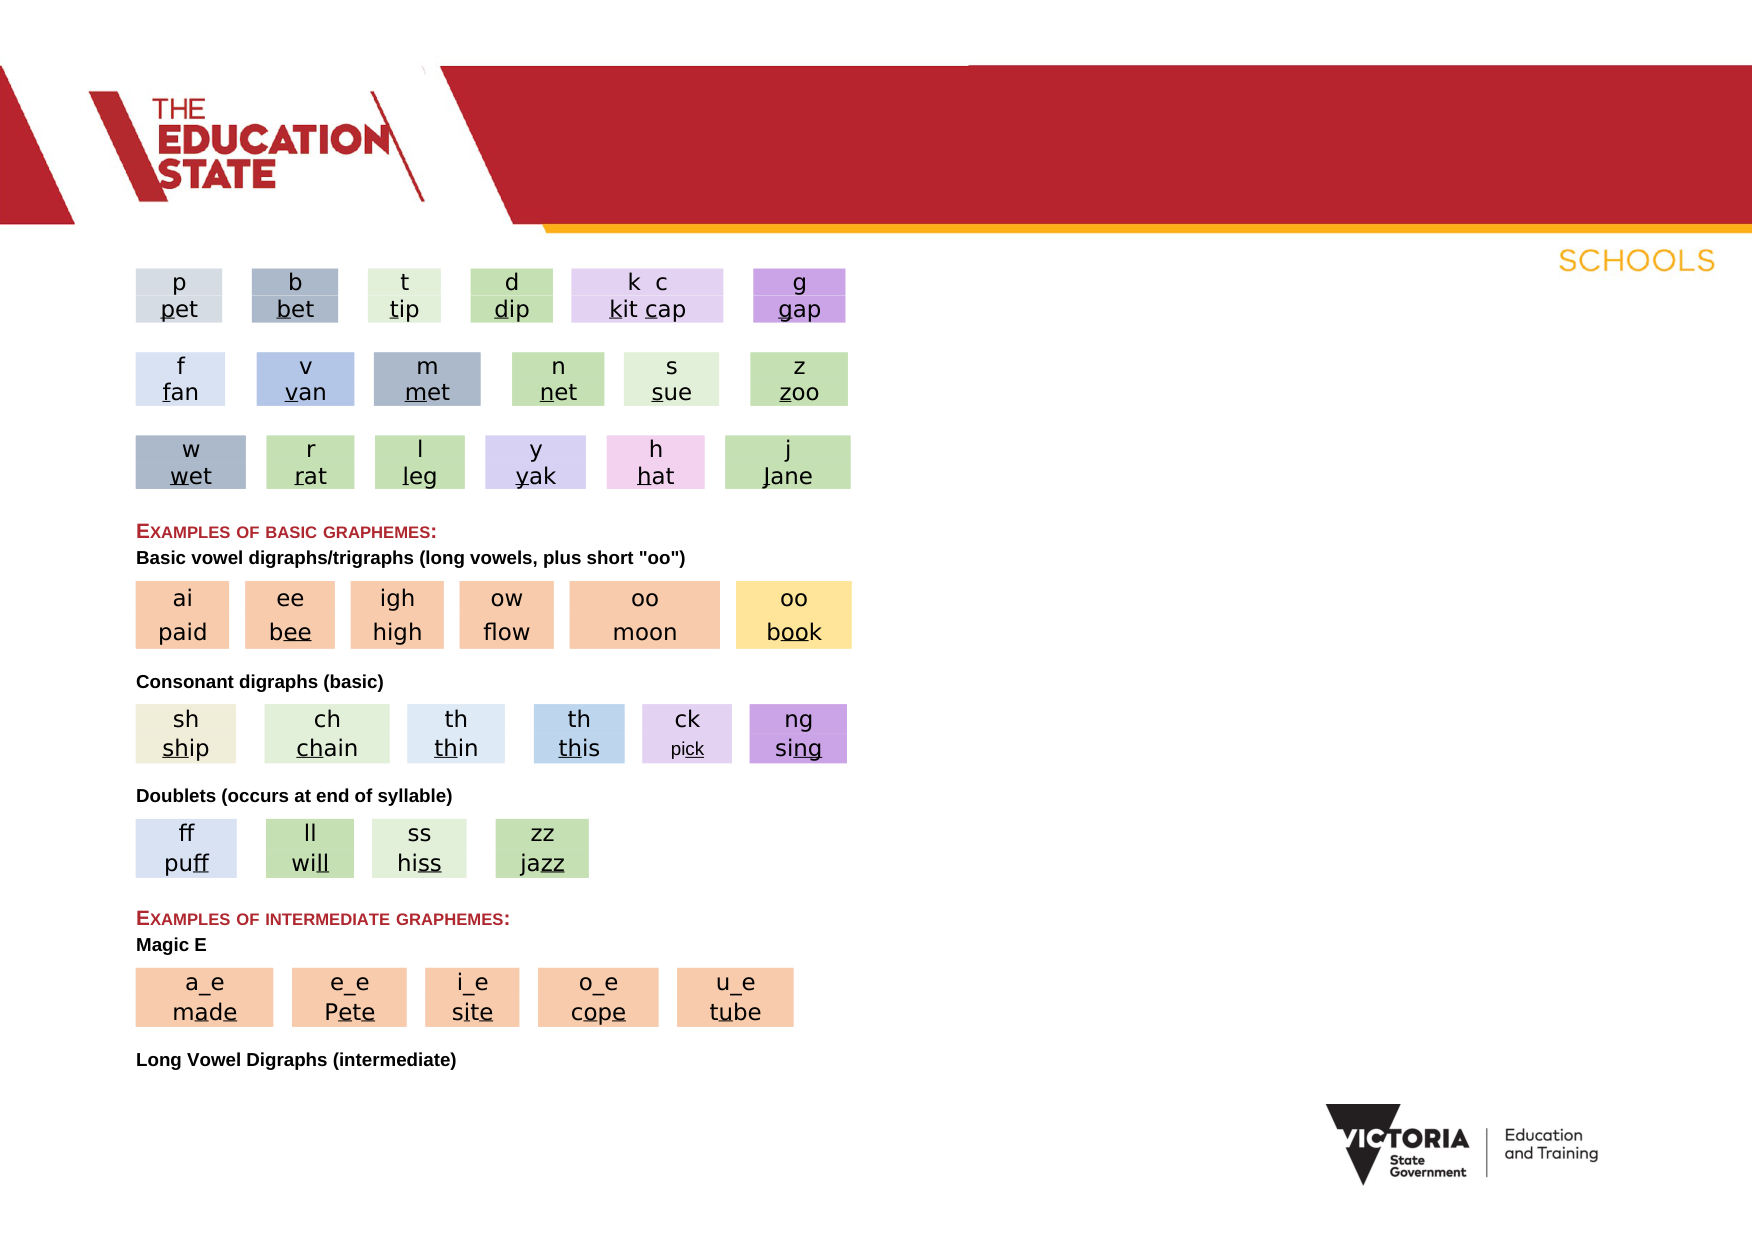 THE
EDUCATION
STATE
SCHOOLS
p b t d k c g
pet bet tip dip kit cap gap
f v m n s z
fan van met net sue zoo
w r l y h j
wet rat leg yak hat Jane
EXAMPLES OF BASIC GRAPHEMES:
Basic vowel digraphs/trigraphs (long vowels, plus short "oo")
ai ee igh ow oo oo
paid bee high flow moon book
Consonant digraphs (basic)
sh ch th th ck ng
ship chain thin this pick sing
Doublets (occurs at end of syllable)
ff ll ss zz
puff will hiss jazz
EXAMPLES OF INTERMEDIATE GRAPHEMES:
Magic E
a_e e_e i_e o_e u_e
made Pete site cope tube
Long Vowel Digraphs (intermediate)
VICTORIA
State
Government
Education
and Training